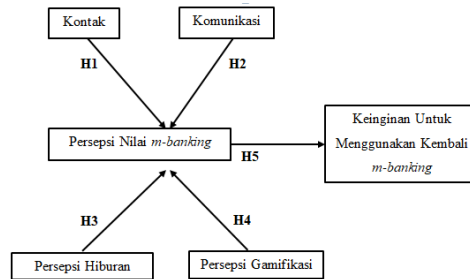 Kontak
Komunikasi
H1
H2
Persepsi Nilai m-banking
H5
Keinginan Untuk
Menggunakan Kembali
m-banking
H3
H4
Persepsi Hiburan
Persepsi Gamifikasi